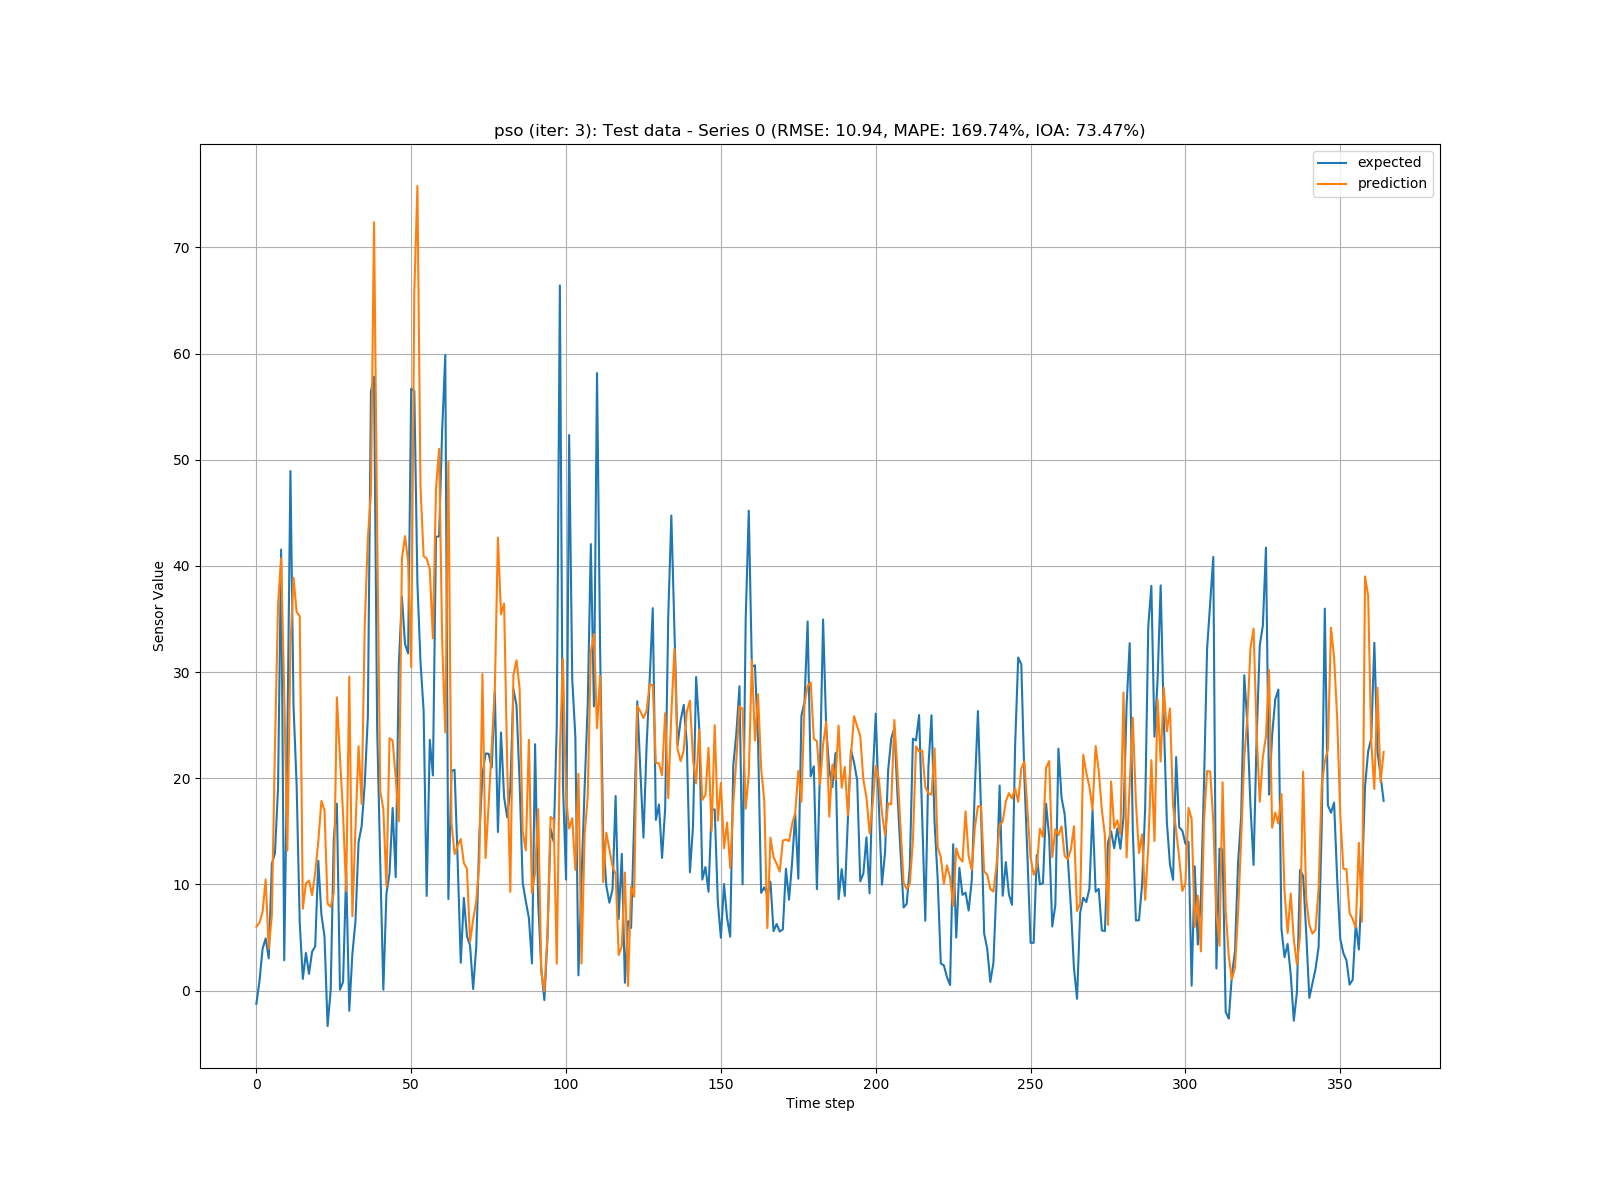 pso (iter: 3): Test data - Series 0 (RMSE: 10.94, MAPE: 169.74%, IOA: 73.47%)
expected
prediction
70
60
50
40
30
20
10
0
Sensor Value
0 50 100 150 200 250 300 350
Time step